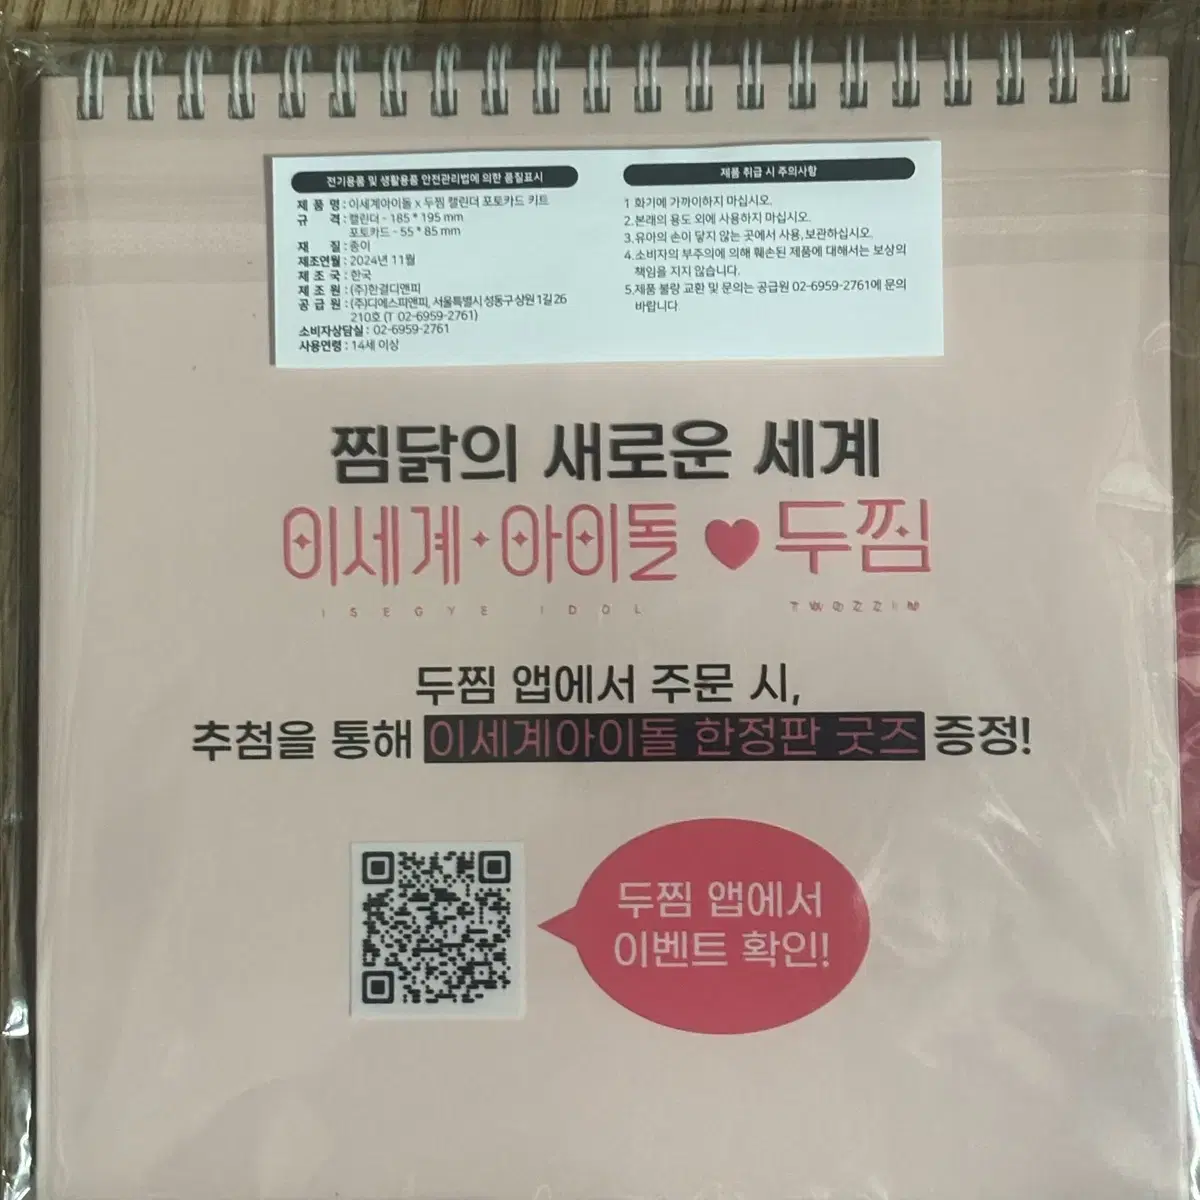 전기용품 및 생활용품 안전관리법에 의한 품질표시
제 품 명 : 이세계아이돌 x 두찜 캘린더 포토카드 키트
규 격 : 캘린더 - 185 * 195 mm
포토카드 - 55 * 85 mm
재 질 : 종이
제조연월 : 2024년 11월
제 조 국 : 한국
제 조 원 : (주)한결디앤피
공 급 원 : (주)디에스피앤피, 서울특별시 성동구 상원1길 26
210호 (T 02-6959-2761)
소비자상담실 : 02-6959-2761
사용연령 : 14세 이상
제품 취급 시 주의사항
1 화기에 가까이하지 마십시오.
2.본래의 용도 외에 사용하지 마십시오.
3.유아의 손이 닿지 않는 곳에서 사용, 보관하십시오.
4.소비자의 부주의에 의해 훼손된 제품에 대해서는 보상의
책임을 지지 않습니다.
5.제품 불량 교환 및 문의는 공급원 02-6959-2761에 문의
바랍니다
찜닭의 새로운 세계
이세계아이돌 ♥ 두찜
ISEGYE IDOL TWOZZIM
두찜 앱에서 주문 시,
추첨을 통해 이세계아이돌 한정판 굿즈 증정!
두찜 앱에서
이벤트 확인!